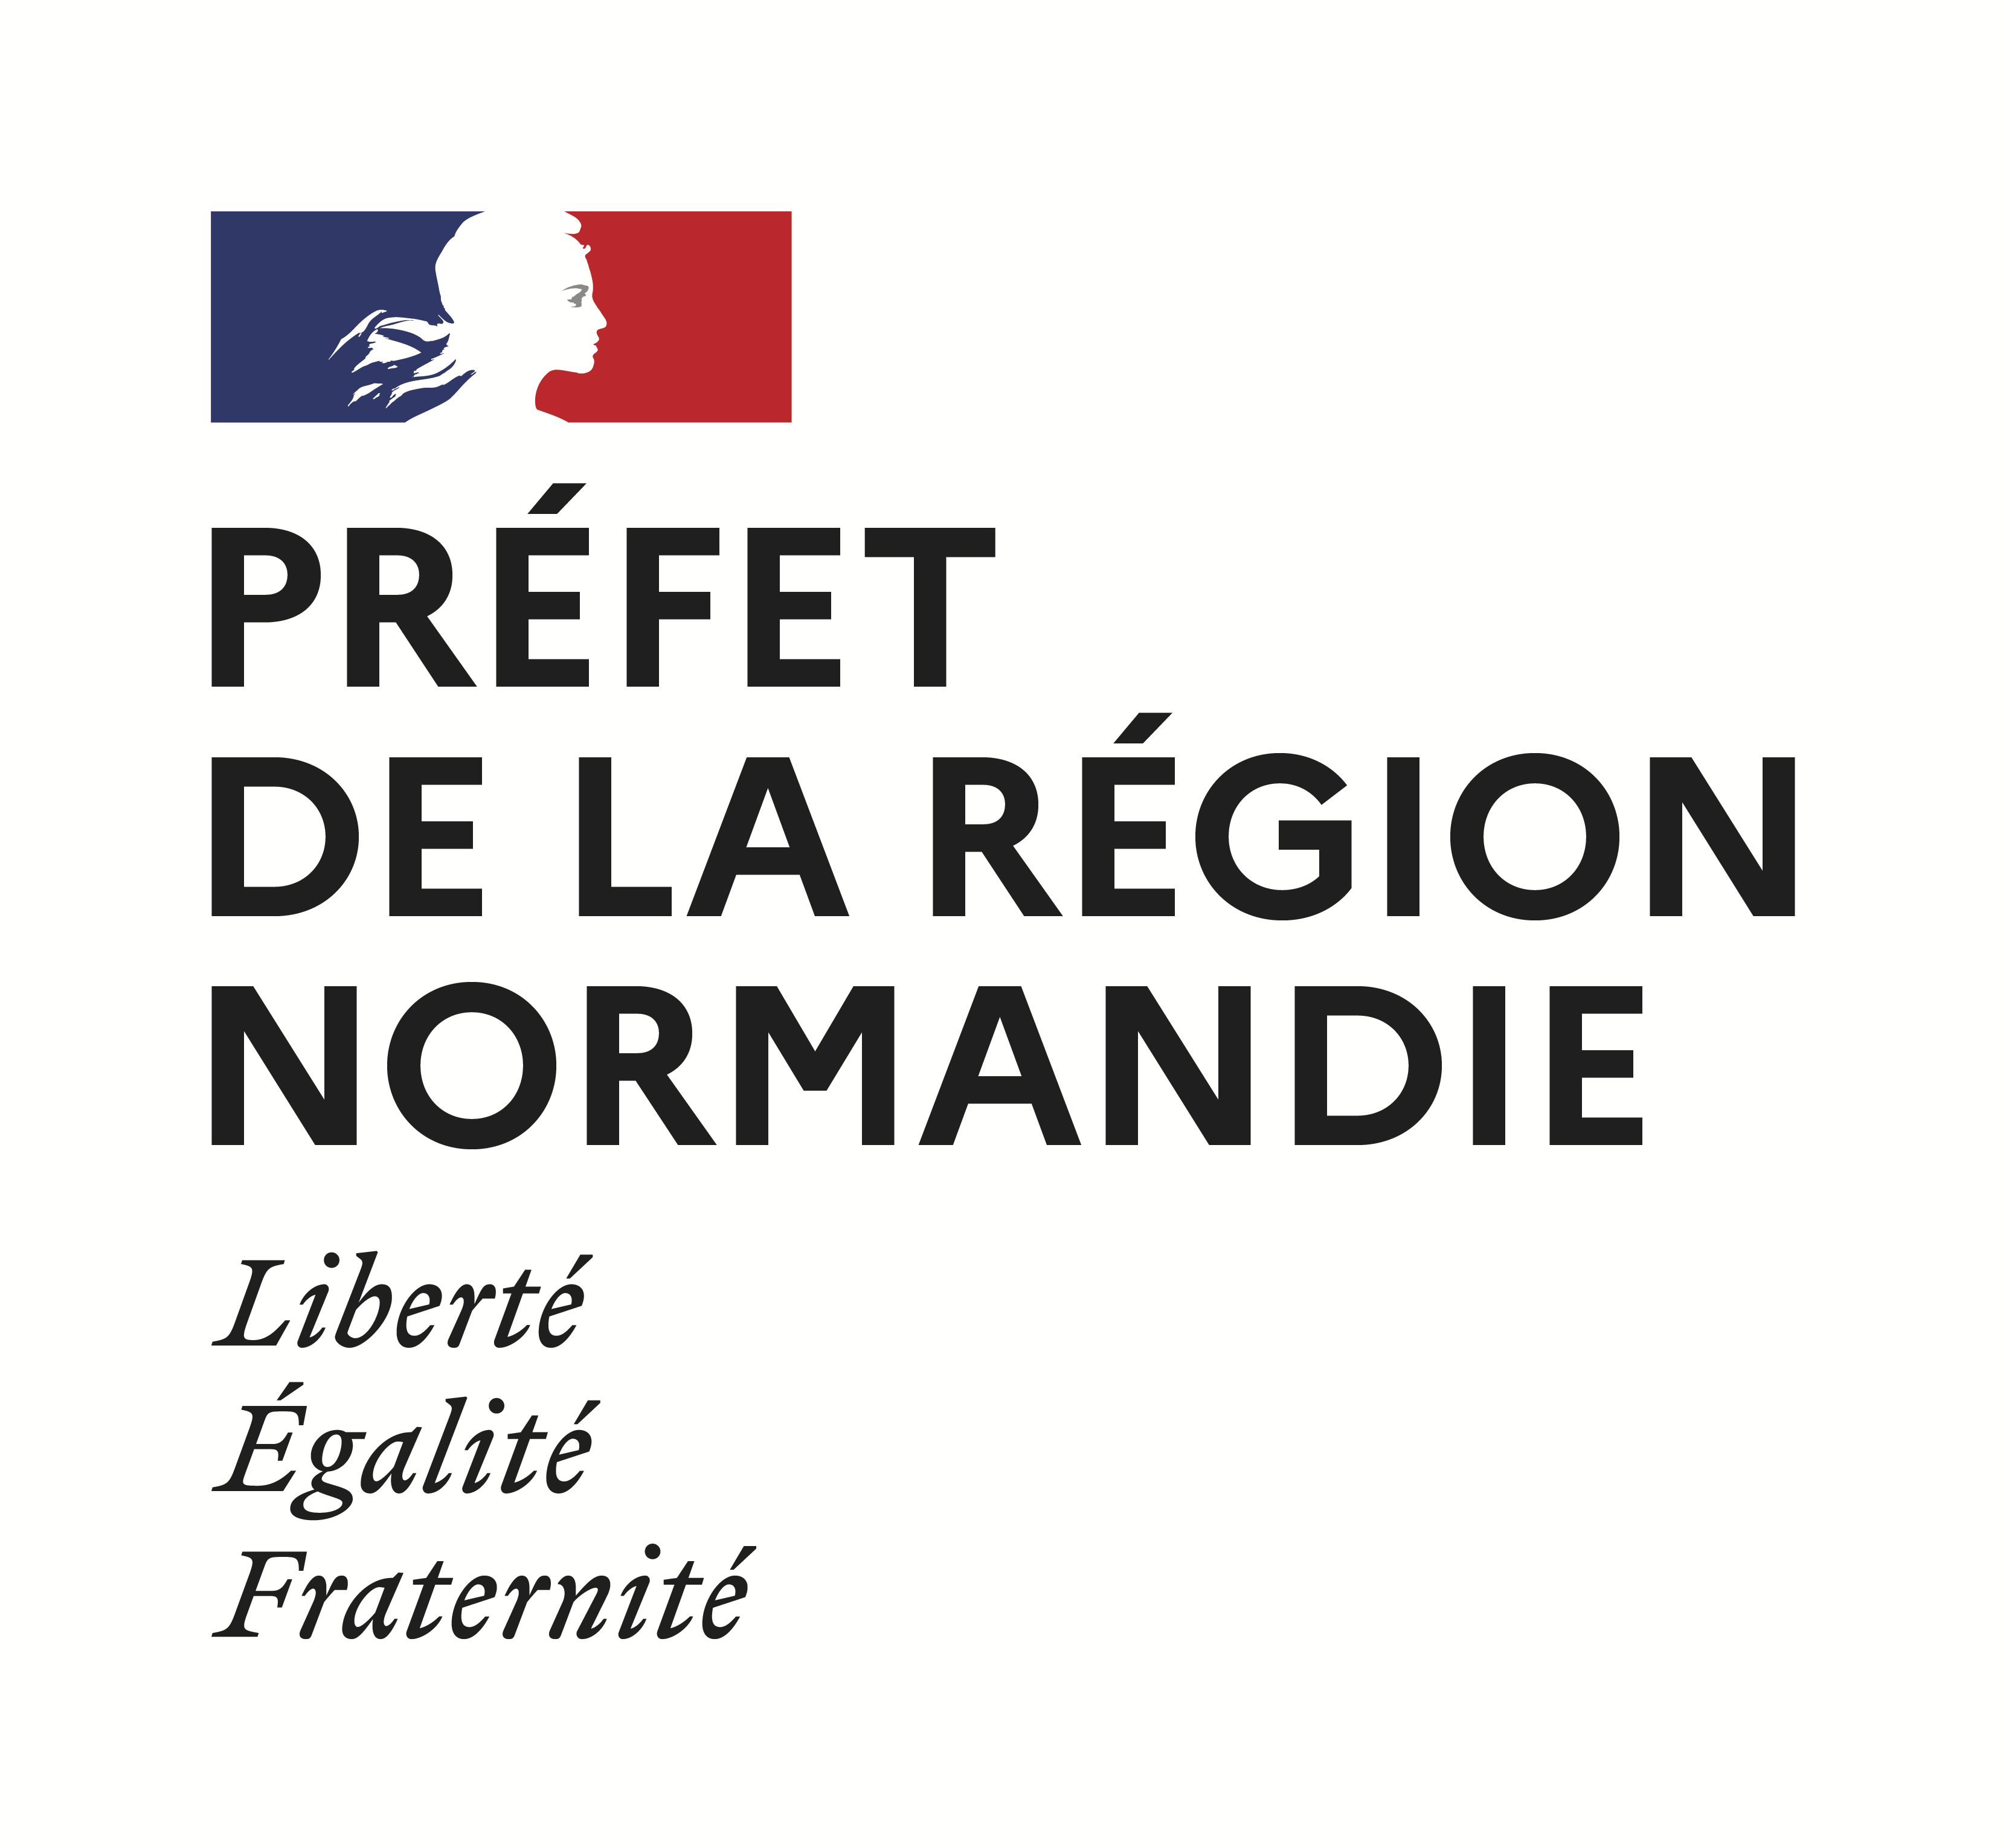 PRÉFET
DE LA RÉGION
NORMANDIE
Liberté
Égalité
Fraternité